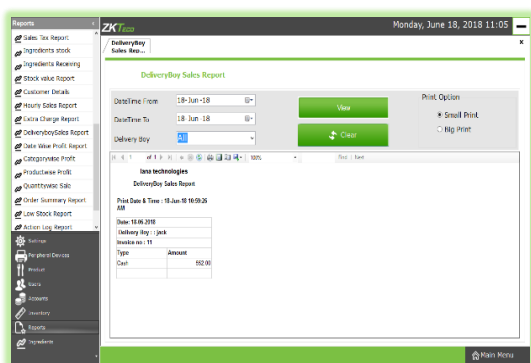 Reports
Sales Tax Report
Ingredients stock
Ingredients Receiving
Stock value Report
Customer Details
Hourly Sales Report
Extra Charge Report
DeliveryboySales Report
Date Wise Profit Report
Categorywise Profit
Productwise Profit
Quantitywise Sale
Order Summary Report
Low Stock Report
Action Log Report
Settings
Peripheral Devices
Product
Users
Accounts
Inventory
Reports
Ingredients
ZKTeco
Monday, June 18, 2018 11:05
DeliveryBoy
Sales Rep...
x
DeliveryBoy Sales Report
DateTime From
18-Jun-18
DateTime To
18-Jun-18
Delivery Boy
All
View
Clear
Print Option
Small Print
Big Print
1 of 1
100%
Find | Next
lana technologies
DeliveryBoy Sales Report
Print Date & Time : 18-Jun-18 10:59:26
AM
Date: 18-06-2018
Delivery Boy : : jack
Invoice no : 11
Type Amount
Cash 552.00
Main Menu